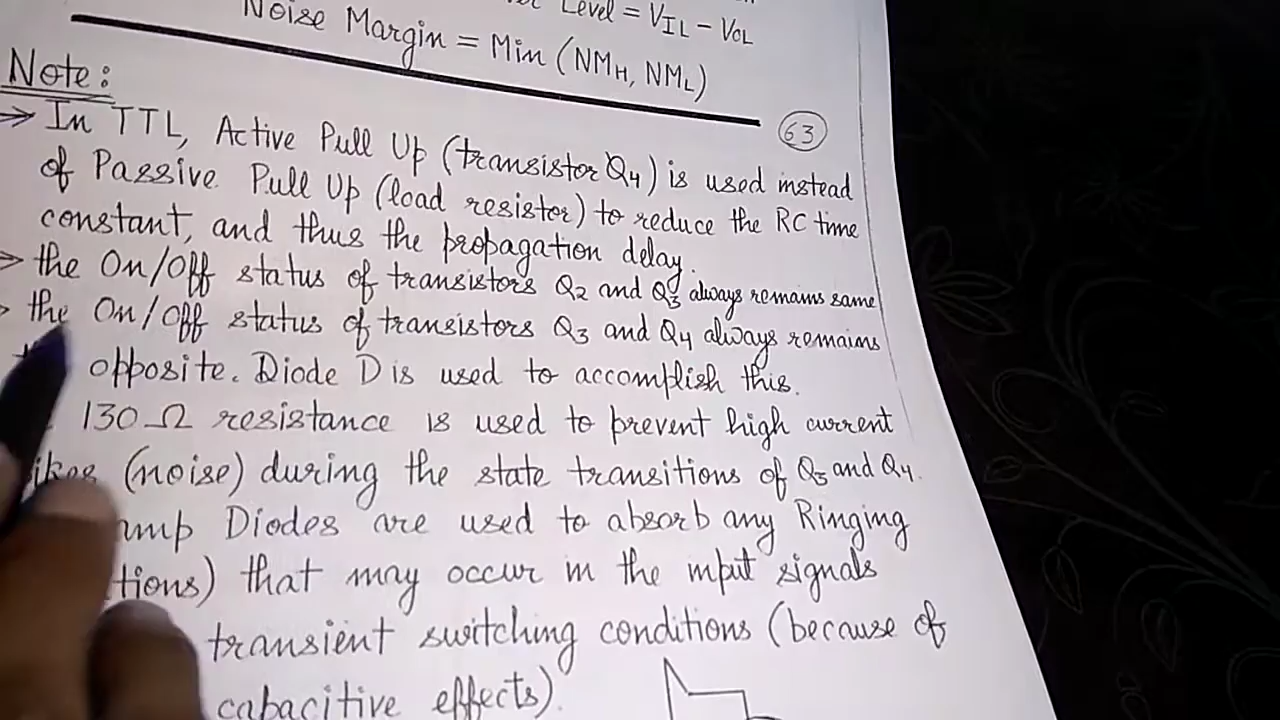 Level = VIL - VOL
Noise Margin = Min (NMH, NML)
Note:
63
→ In TTL, Active Pull Up (transistor Q4) is used instead
of Passive Pull Up (load resistor) to reduce the RC time
constant, and thus the propagation delay.
→ the On/Off status of transistors Q2 and Q3 always remains same
→ the On/Off status of transistors Q3 and Q4 always remains
opposite. Diode D is used to accomplish this.
130 Ω resistance is used to prevent high current
(noise) during the state transitions of Q3 and Q4.
Diodes are used to absorb any Ringing
that may occur in the input signals
transient switching conditions (because of
capacitive effects).